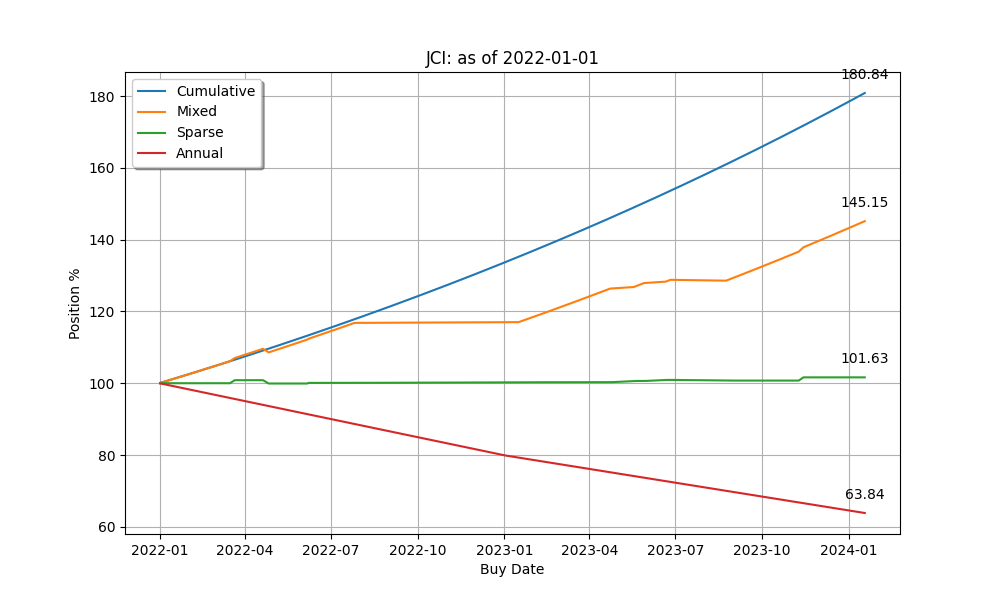 JCI: as of 2022-01-01
Cumulative
Mixed
Sparse
Annual
180.84
145.15
101.63
63.84
Position %
180
160
140
120
100
80
60
2022-01 2022-04 2022-07 2022-10 2023-01 2023-04 2023-07 2023-10 2024-01
Buy Date